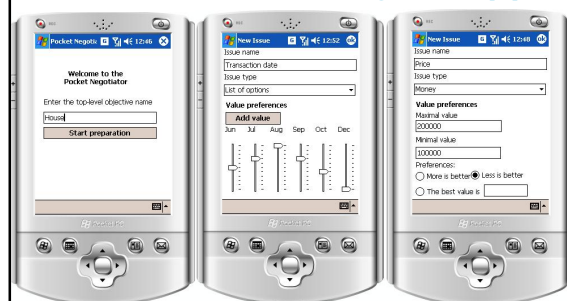 Pocket Negotia 12:46
Welcome to the
Pocket Negotiator
Enter the top-level objective name
House
Start preparation
New Issue 12:52 ok
Issue name
Transaction date
Issue type
List of options
Value preferences
Add value
Jun Jul Aug Sep Oct Dec
New Issue 12:48 ok
Issue name
Price
Issue type
Money
Value preferences
Maximal value
200000
Minimal value
100000
Preferences:
More is better Less is better
The best value is